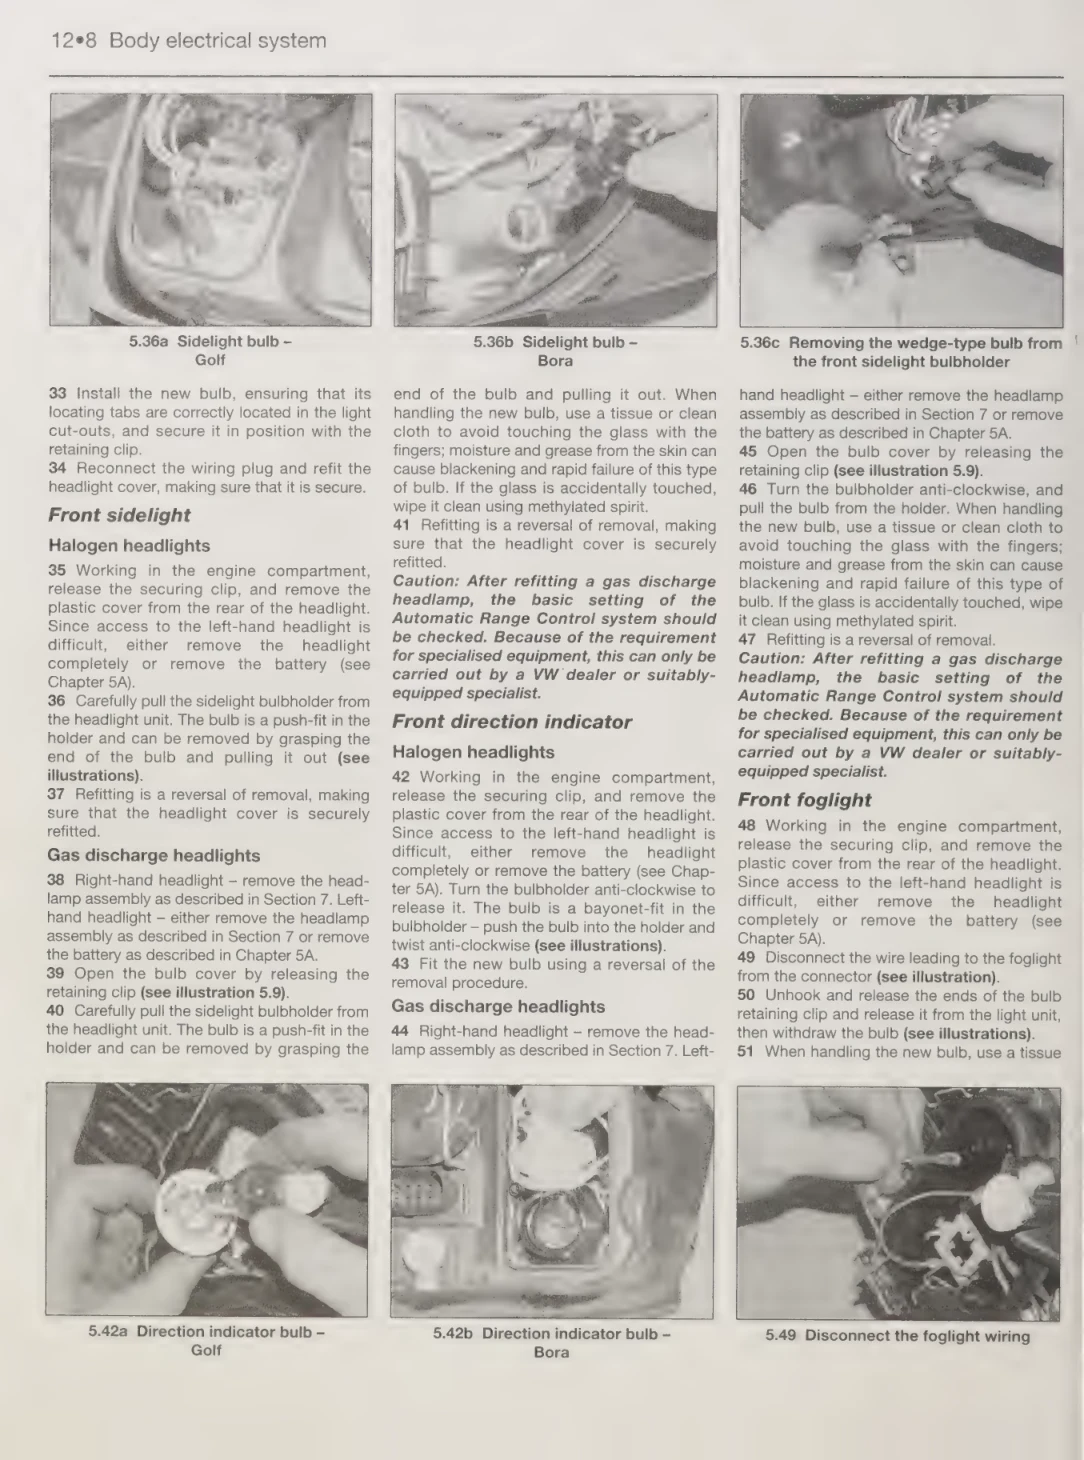 12•8 Body electrical system
5.36a Sidelight bulb –
Golf
5.36b Sidelight bulb –
Bora
5.36c Removing the wedge-type bulb from
the front sidelight bulbholder
33 Install the new bulb, ensuring that its
locating tabs are correctly located in the light
cut-outs, and secure it in position with the
retaining clip.
34 Reconnect the wiring plug and refit the
headlight cover, making sure that it is secure.
Front sidelight
Halogen headlights
35 Working in the engine compartment,
release the securing clip, and remove the
plastic cover from the rear of the headlight.
Since access to the left-hand headlight is
difficult, either remove the headlight
completely or remove the battery (see
Chapter 5A).
36 Carefully pull the sidelight bulbholder from
the headlight unit. The bulb is a push-fit in the
holder and can be removed by grasping the
end of the bulb and pulling it out (see
illustrations).
37 Refitting is a reversal of removal, making
sure that the headlight cover is securely
refitted.
Gas discharge headlights
38 Right-hand headlight – remove the head-
lamp assembly as described in Section 7. Left-
hand headlight – either remove the headlamp
assembly as described in Section 7 or remove
the battery as described in Chapter 5A.
39 Open the bulb cover by releasing the
retaining clip (see illustration 5.9).
40 Carefully pull the sidelight bulbholder from
the headlight unit. The bulb is a push-fit in the
holder and can be removed by grasping the
end of the bulb and pulling it out. When
handling the new bulb, use a tissue or clean
cloth to avoid touching the glass with the
fingers; moisture and grease from the skin can
cause blackening and rapid failure of this type
of bulb. If the glass is accidentally touched,
wipe it clean using methylated spirit.
41 Refitting is a reversal of removal, making
sure that the headlight cover is securely
refitted.
Caution: After refitting a gas discharge
headlamp, the basic setting of the
Automatic Range Control system should
be checked. Because of the requirement
for specialised equipment, this can only be
carried out by a VW dealer or suitably-
equipped specialist.
Front direction indicator
Halogen headlights
42 Working in the engine compartment,
release the securing clip, and remove the
plastic cover from the rear of the headlight.
Since access to the left-hand headlight is
difficult, either remove the headlight
completely or remove the battery (see Chap-
ter 5A). Turn the bulbholder anti-clockwise to
release it. The bulb is a bayonet-fit in the
bulbholder – push the bulb into the holder and
twist anti-clockwise (see illustrations).
43 Fit the new bulb using a reversal of the
removal procedure.
Gas discharge headlights
44 Right-hand headlight – remove the head-
lamp assembly as described in Section 7. Left-
hand headlight – either remove the headlamp
assembly as described in Section 7 or remove
the battery as described in Chapter 5A.
45 Open the bulb cover by releasing the
retaining clip (see illustration 5.9).
46 Turn the bulbholder anti-clockwise, and
pull the bulb from the holder. When handling
the new bulb, use a tissue or clean cloth to
avoid touching the glass with the fingers;
moisture and grease from the skin can cause
blackening and rapid failure of this type of
bulb. If the glass is accidentally touched, wipe
it clean using methylated spirit.
47 Refitting is a reversal of removal.
Caution: After refitting a gas discharge
headlamp, the basic setting of the
Automatic Range Control system should
be checked. Because of the requirement
for specialised equipment, this can only be
carried out by a VW dealer or suitably-
equipped specialist.
Front foglight
48 Working in the engine compartment,
release the securing clip, and remove the
plastic cover from the rear of the headlight.
Since access to the left-hand headlight is
difficult, either remove the headlight
completely or remove the battery (see
Chapter 5A).
49 Disconnect the wire leading to the foglight
from the connector (see illustration).
50 Unhook and release the ends of the bulb
retaining clip and release it from the light unit,
then withdraw the bulb (see illustrations).
51 When handling the new bulb, use a tissue
5.42a Direction indicator bulb –
Golf
5.42b Direction indicator bulb –
Bora
5.49 Disconnect the foglight wiring